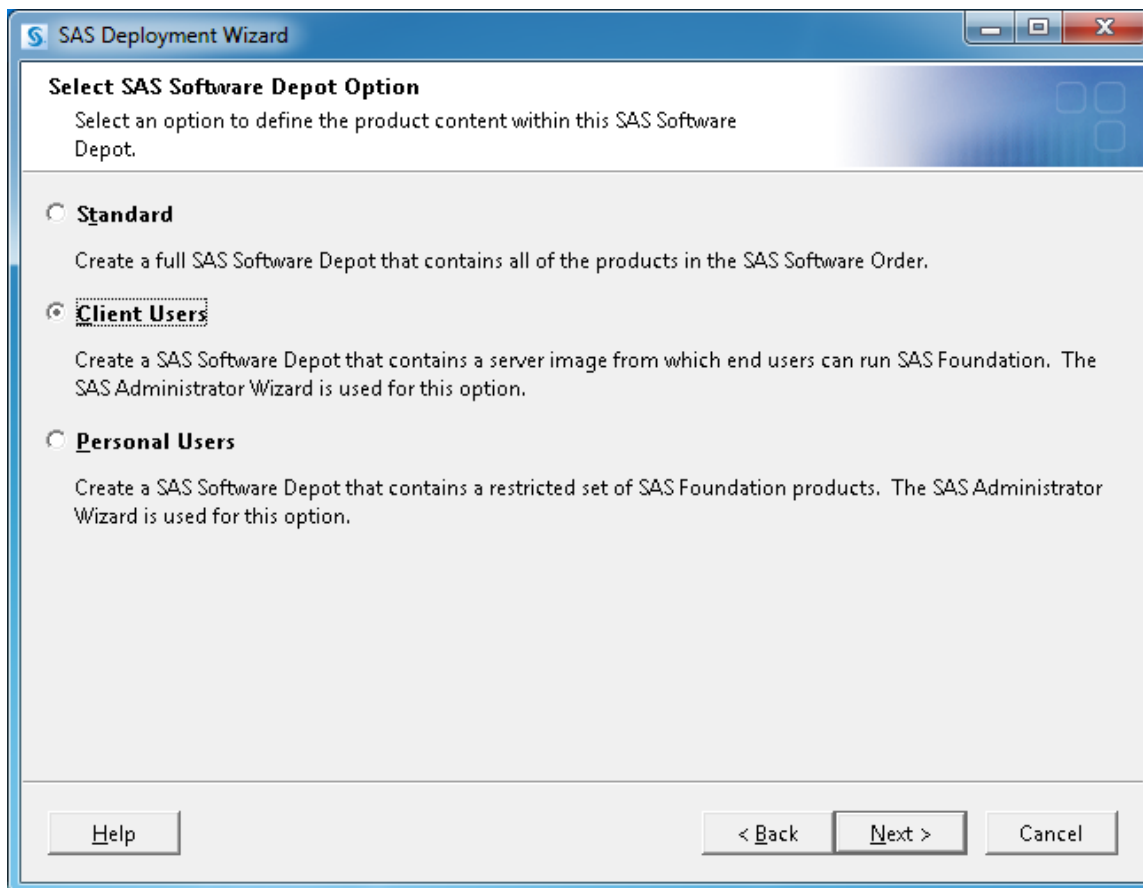 SAS Deployment Wizard
Select SAS Software Depot Option
Select an option to define the product content within this SAS Software
Depot.
Standard
Create a full SAS Software Depot that contains all of the products in the SAS Software Order.
Client Users
Create a SAS Software Depot that contains a server image from which end users can run SAS Foundation.  The
SAS Administrator Wizard is used for this option.
Personal Users
Create a SAS Software Depot that contains a restricted set of SAS Foundation products.  The SAS Administrator
Wizard is used for this option.
Help
< Back
Next >
Cancel